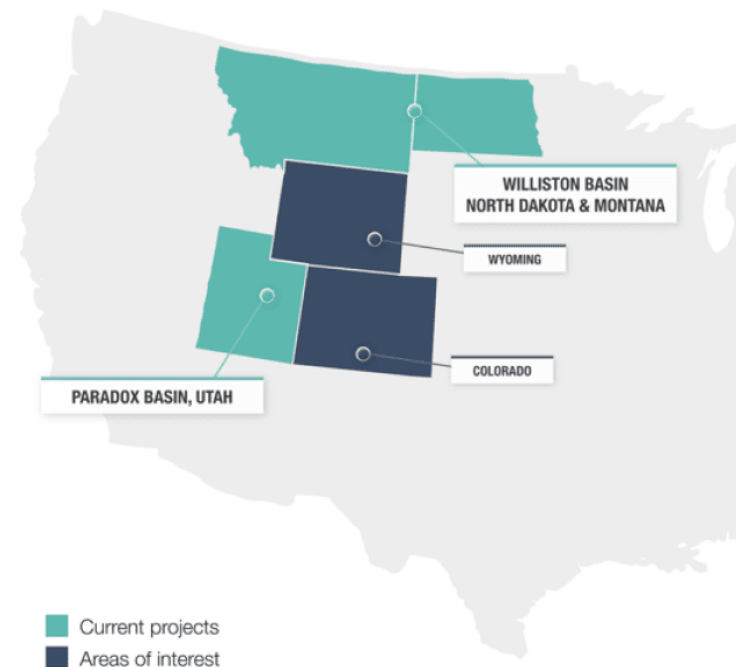 WILLISTON BASIN
NORTH DAKOTA & MONTANA
WYOMING
COLORADO
PARADOX BASIN, UTAH
Current projects
Areas of interest